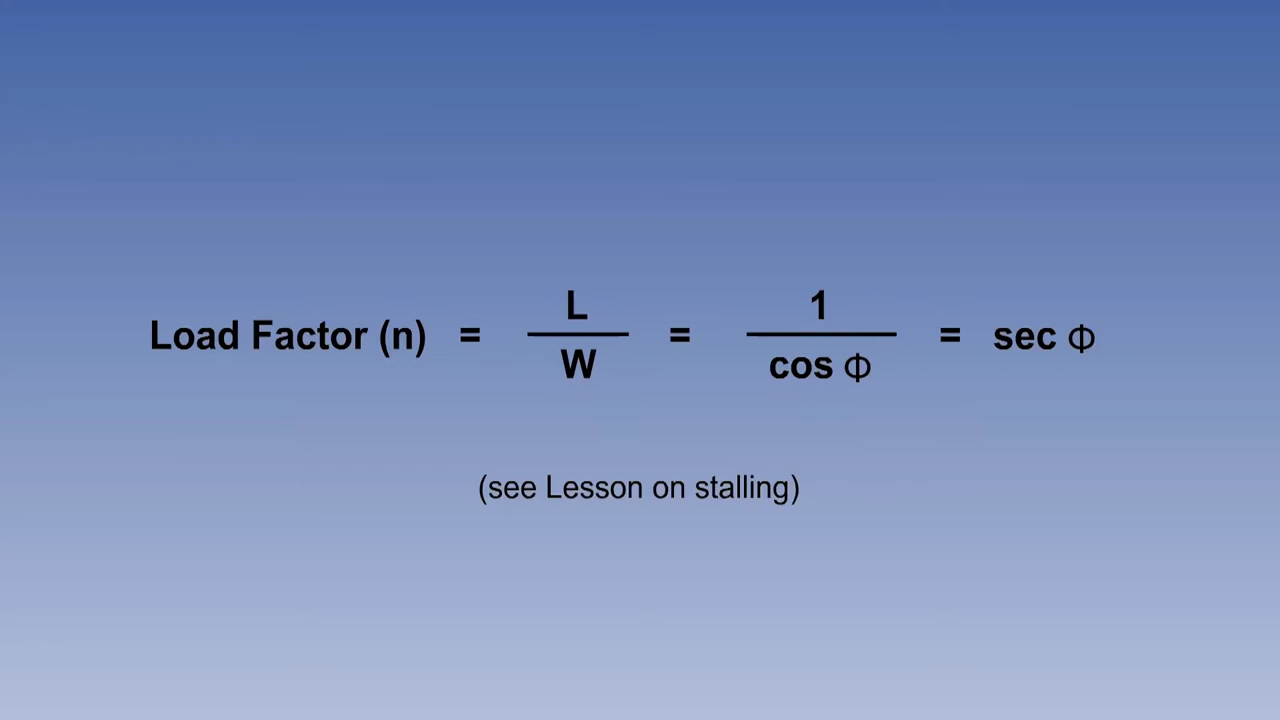 Load Factor (n) = L / W = 1 / cos Φ = sec Φ
(see Lesson on stalling)